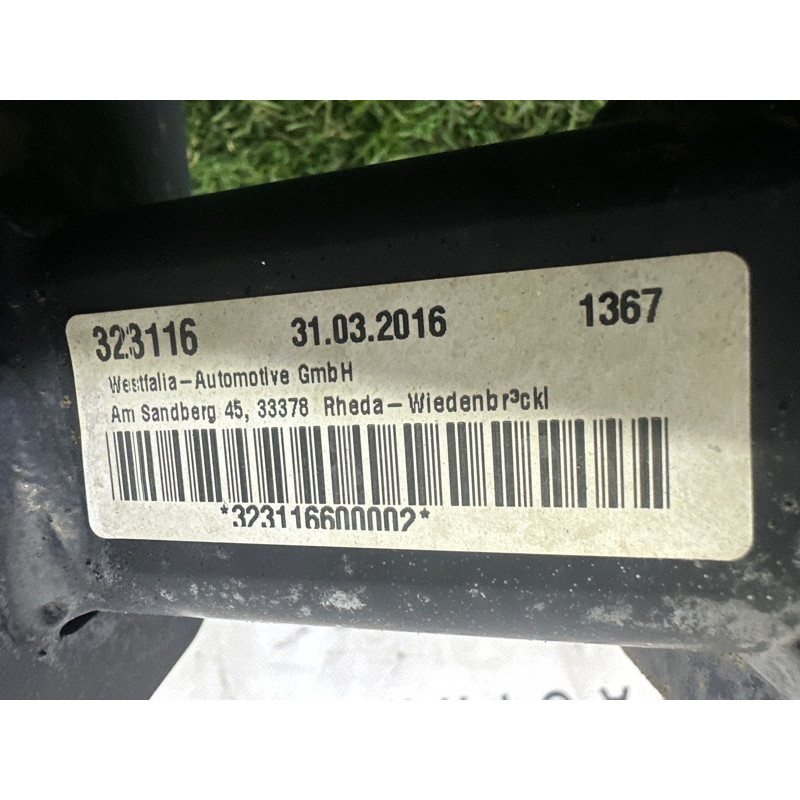 323116 31.03.2016 1367
Westfalia-Automotive GmbH
Am Sandberg 45, 33378 Rheda-Wiedenbr³ckl
*323116600002*